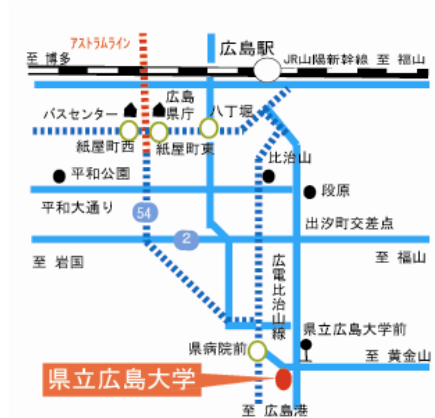 アストラムライン
広島駅
至 博多
JR山陽新幹線 至 福山
バスセンター
広島
県庁
八丁堀
紙屋町西
紙屋町東
比治山
平和公園
段原
平和大通り
54
出汐町交差点
2
至 岩国
広電比治山線
至 福山
県立広島大学前
県病院前
至 黄金山
県立広島大学
至 広島港